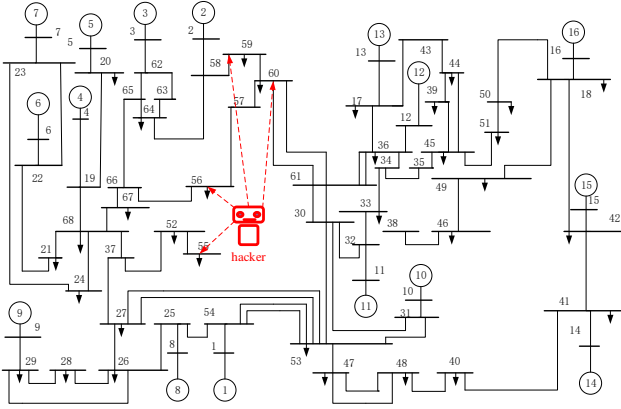 7 5 3 2 13 16
7 5 3 2 59 13 43 16
23 20 62 58 60 44 18
65 63 12 39 50
6 4 64 57 17 12 51
6 4 36 45
22 19 66 56 34 35 49 15
67 61 33 15
68 52 30 38 46 42
21 37 55 32
24 hacker 11 10
27 25 54 11 10 31 41
9 9 8 1 53 47 48 40 14
29 28 26 8 1 14